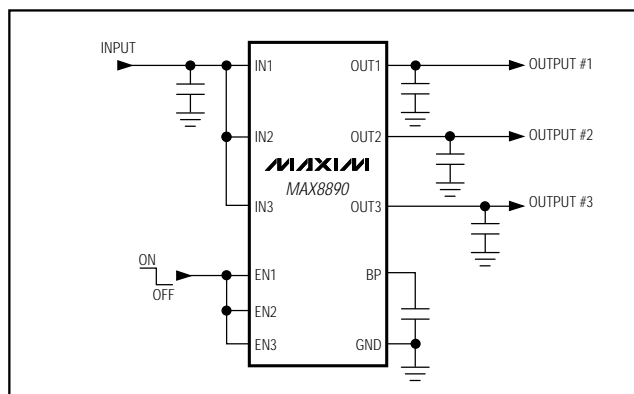 INPUT
IN1
OUT1
OUTPUT #1
IN2
OUT2
OUTPUT #2
MAXIM
MAX8890
IN3
OUT3
OUTPUT #3
ON
OFF
EN1
BP
EN2
EN3
GND